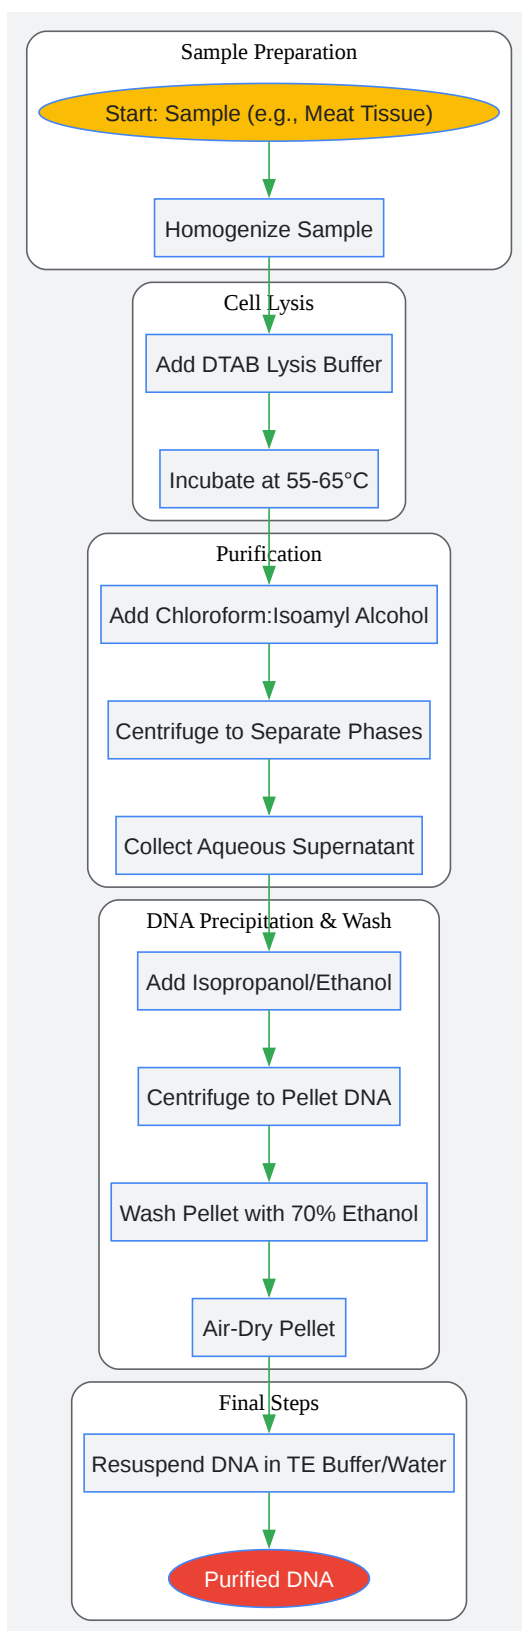 Sample Preparation
Start: Sample (e.g., Meat Tissue)
Homogenize Sample
Cell Lysis
Add DTAB Lysis Buffer
Incubate at 55-65°C
Purification
Add Chloroform:Isoamyl Alcohol
Centrifuge to Separate Phases
Collect Aqueous Supernatant
DNA Precipitation & Wash
Add Isopropanol/Ethanol
Centrifuge to Pellet DNA
Wash Pellet with 70% Ethanol
Air-Dry Pellet
Final Steps
Resuspend DNA in TE Buffer/Water
Purified DNA